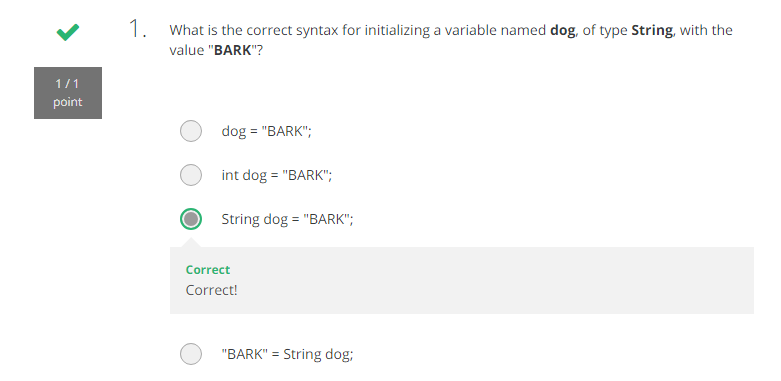 1. What is the correct syntax for initializing a variable named dog, of type String, with the
value "BARK"?
1 / 1
point
dog = "BARK";
int dog = "BARK";
String dog = "BARK";
Correct
Correct!
"BARK" = String dog;